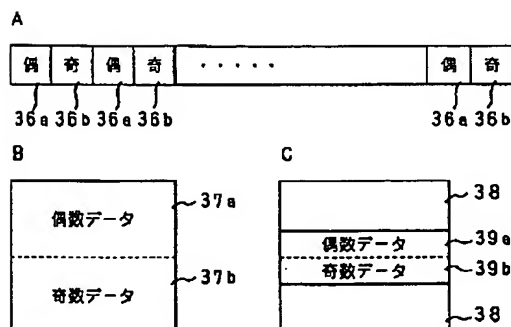 A
偶 奇 偶 奇 ・・・・・ 偶 奇
36a 36b 36a 36b 36a 36b
B C
37a 38
偶数データ 偶数データ 39a
奇数データ 39b
37b
奇数データ
38